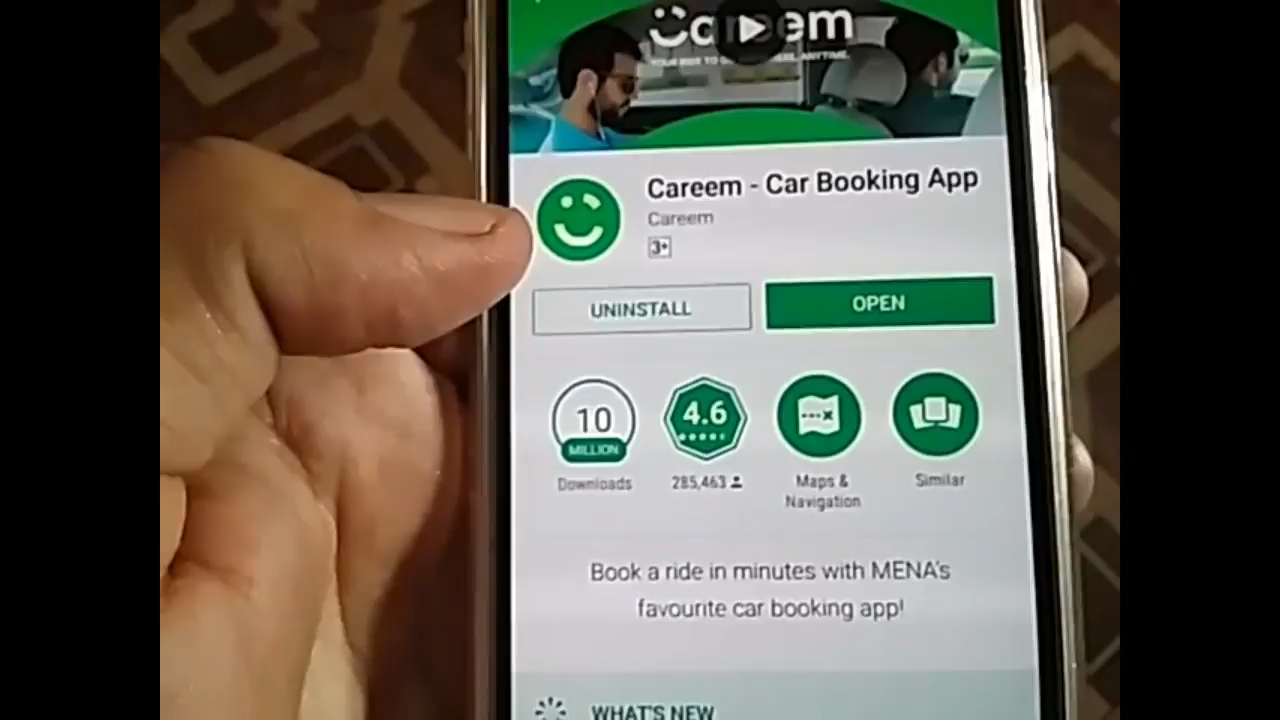 Careem
Careem - Car Booking App
Careem
3+
UNINSTALL
OPEN
10
MILLION
Downloads
4.6
285,463
Maps &
Navigation
Similar
Book a ride in minutes with MENA's
favourite car booking app!
WHAT'S NEW